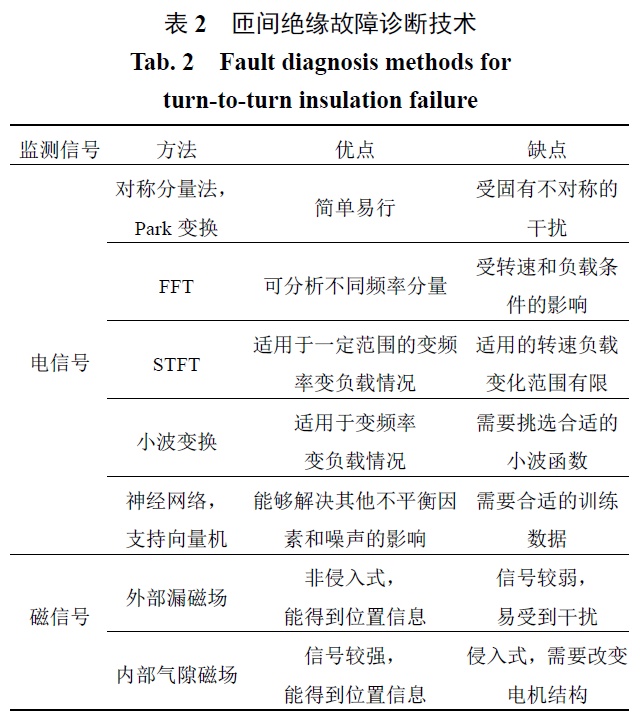 表 2 匝间绝缘故障诊断技术
Tab. 2 Fault diagnosis methods for
turn-to-turn insulation failure
监测信号 方法 优点 缺点
电信号
对称分量法，
Park 变换
简单易行
受固有不对称的
干扰
FFT
可分析不同频率分量
受转速和负载条
件的影响
STFT
适用于一定范围的变频
率变负载情况
适用的转速负载
变化范围有限
小波变换
适用于变频率
变负载情况
需要挑选合适的
小波函数
神经网络，
支持向量机
能够解决其他不平衡因
素和噪声的影响
需要合适的训练
数据
磁信号
外部漏磁场
非侵入式，
能得到位置信息
信号较弱，
易受到干扰
内部气隙磁场
信号较强，
能得到位置信息
侵入式，需要改变
电机结构